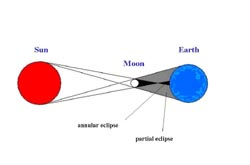 Sun
Moon
Earth
annular eclipse
partial eclipse